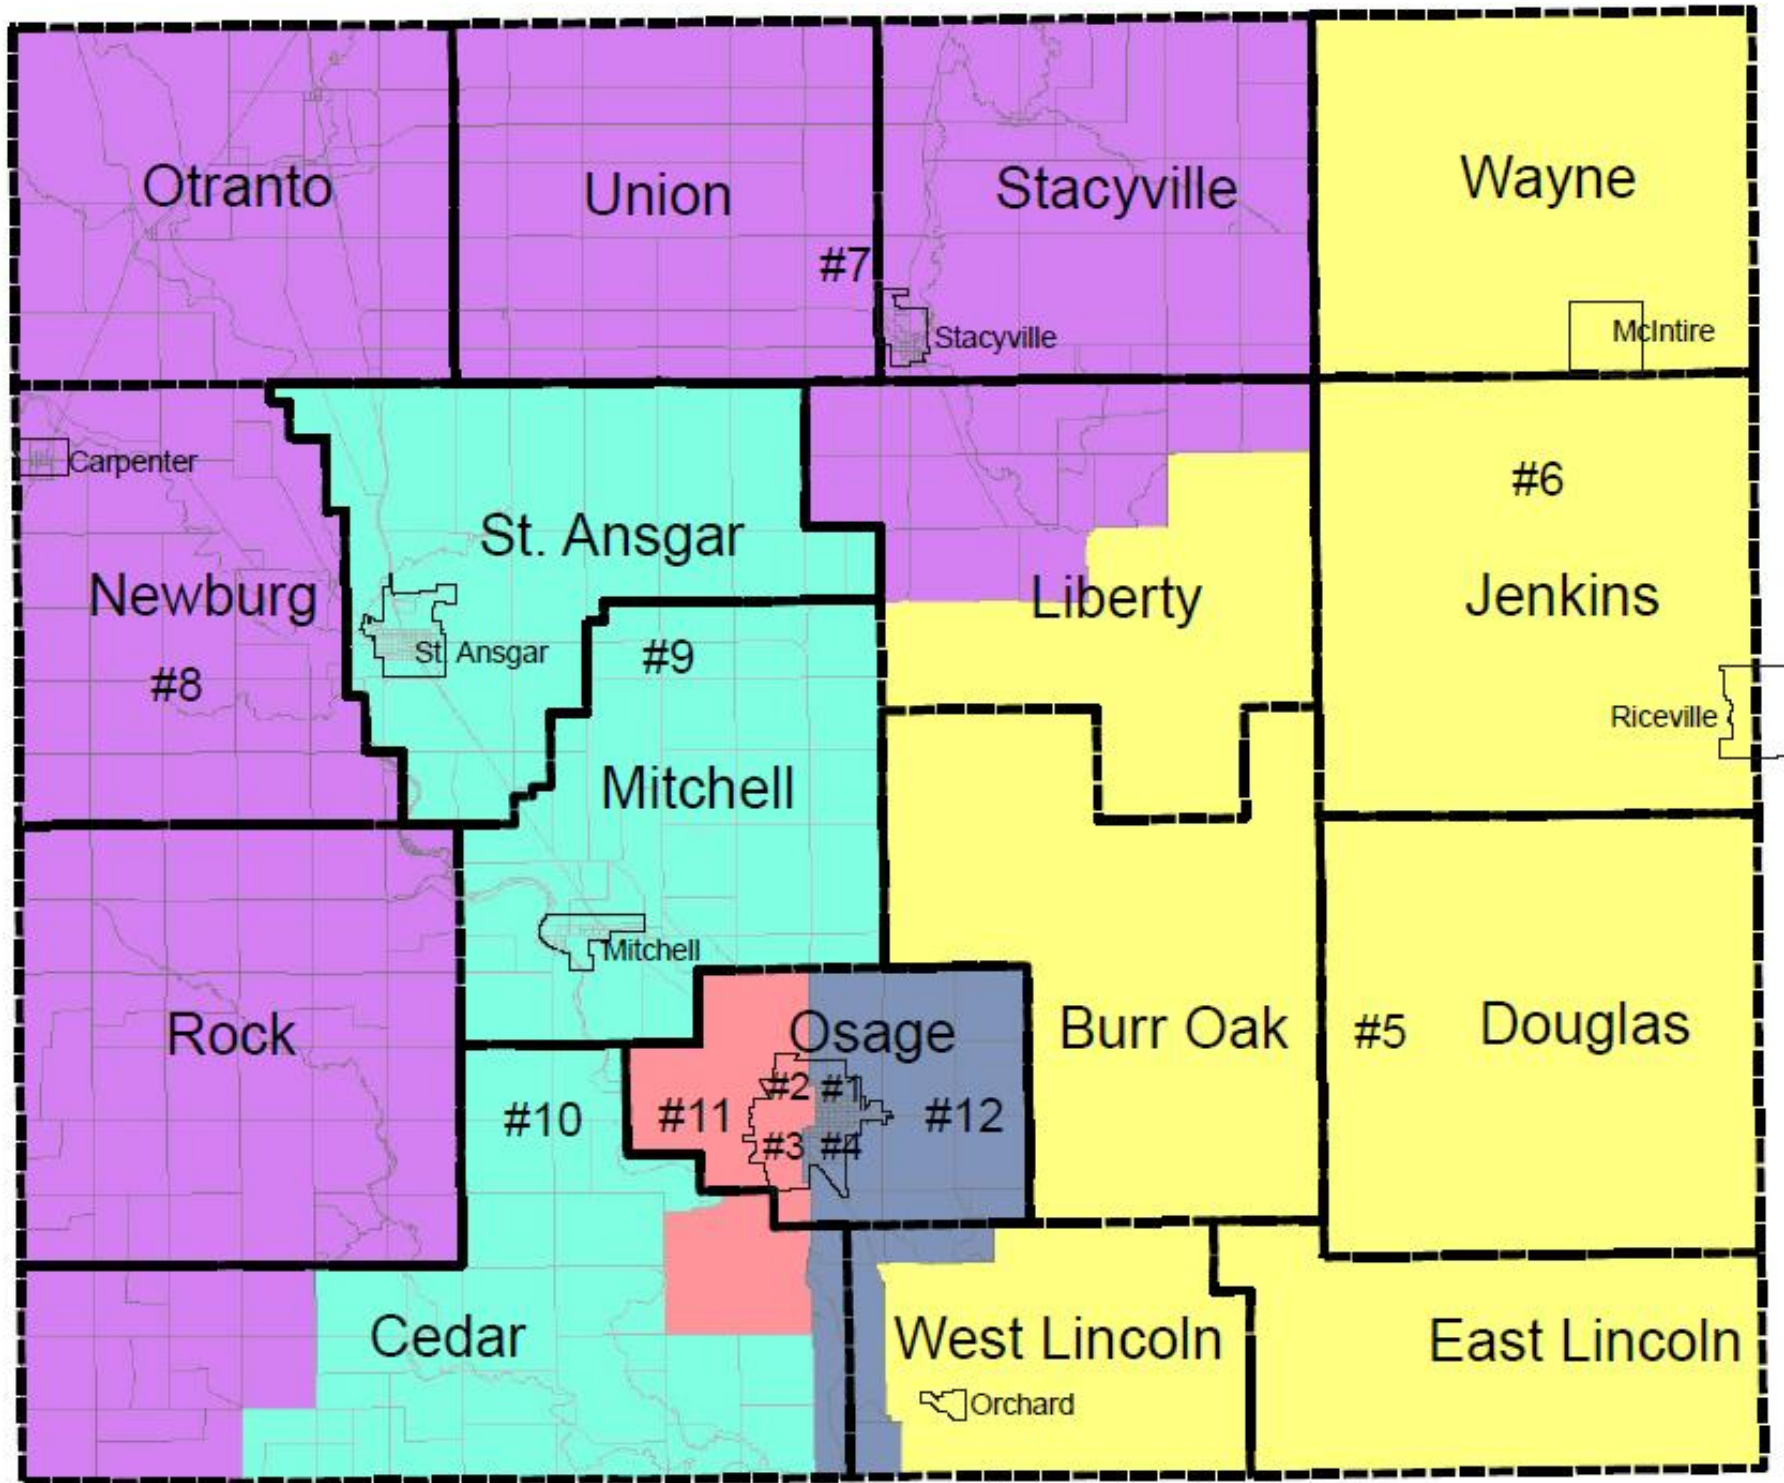 Otranto
Union
Stacyville
Wayne
#7
Stacyville
McIntire
Carpenter
#6
St. Ansgar
Newburg
Liberty
Jenkins
St. Ansgar
#9
#8
Riceville
Mitchell
Mitchell
Rock
Osage
Burr Oak
#5
Douglas
#2
#1
#10
#11
#12
#3
#4
Cedar
West Lincoln
East Lincoln
Orchard